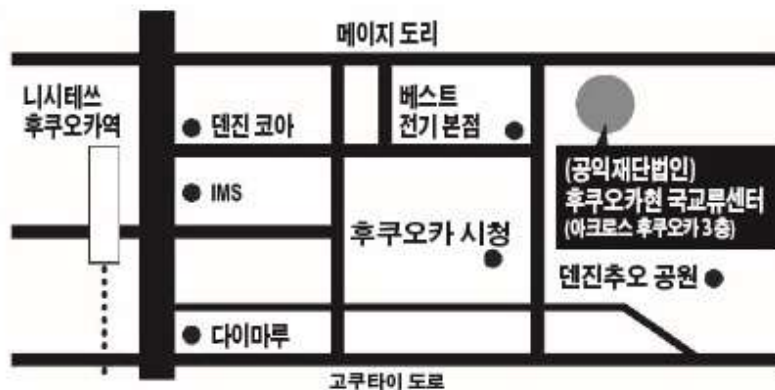 메이지 도리
니시테쓰
후쿠오카역
덴진 코아
베스트
전기 본점
(공익재단법인)
후쿠오카현 국교류센터
(아크로스 후쿠오카 3층)
IMS
후쿠오카 시청
덴진추오 공원
다이마루
고쿠타이 도로